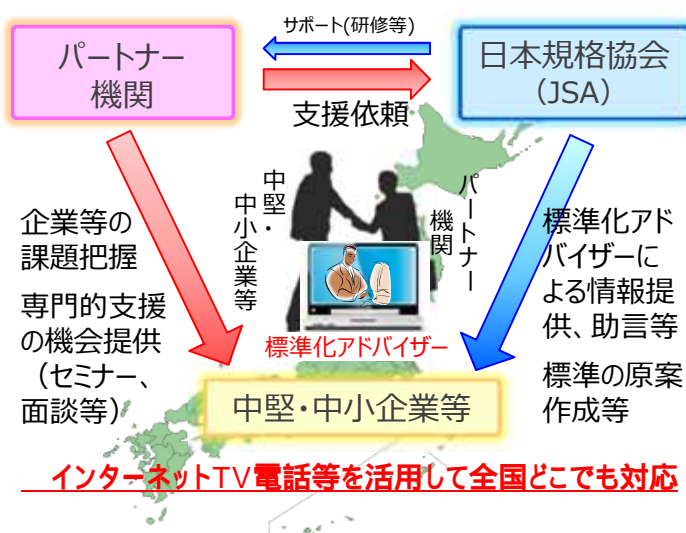 サポート(研修等)
パートナー
機関
日本規格協会
(JSA)
支援依頼
中堅・
中小企業等
パートナー
機関
企業等の
課題把握
専門的支援
の機会提供
(セミナー、
面談等)
標準化アド
バイザーに
よる情報提
供、助言等
標準の原案
作成等
標準化アドバイザー
中堅・中小企業等
インターネットTV電話等を活用して全国どこでも対応